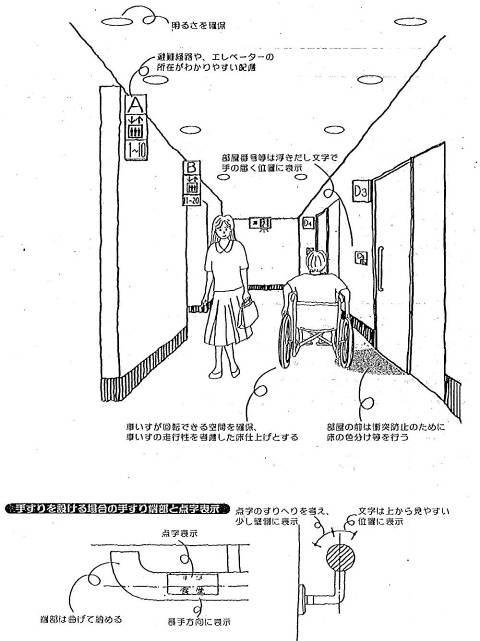 明るさを確保
避難経路や、エレベーターの
所在がわかりやすい配慮
A
1~10
B
11~20
部屋番号等は浮きだし文字で
手の届く位置に表示
D3
D4
車いすが回転できる空間を確保、
車いすの走行性を考慮した床仕上げとする
部屋の前は衝突防止のために
床の色分け等を行う
手すりを設ける場合の手すり端部と点字表示
点字表示
端部は曲げて納める
長手方向に表示
点字のすりへりを考え、
少し壁側に表示
文字は上から見やすい
位置に表示